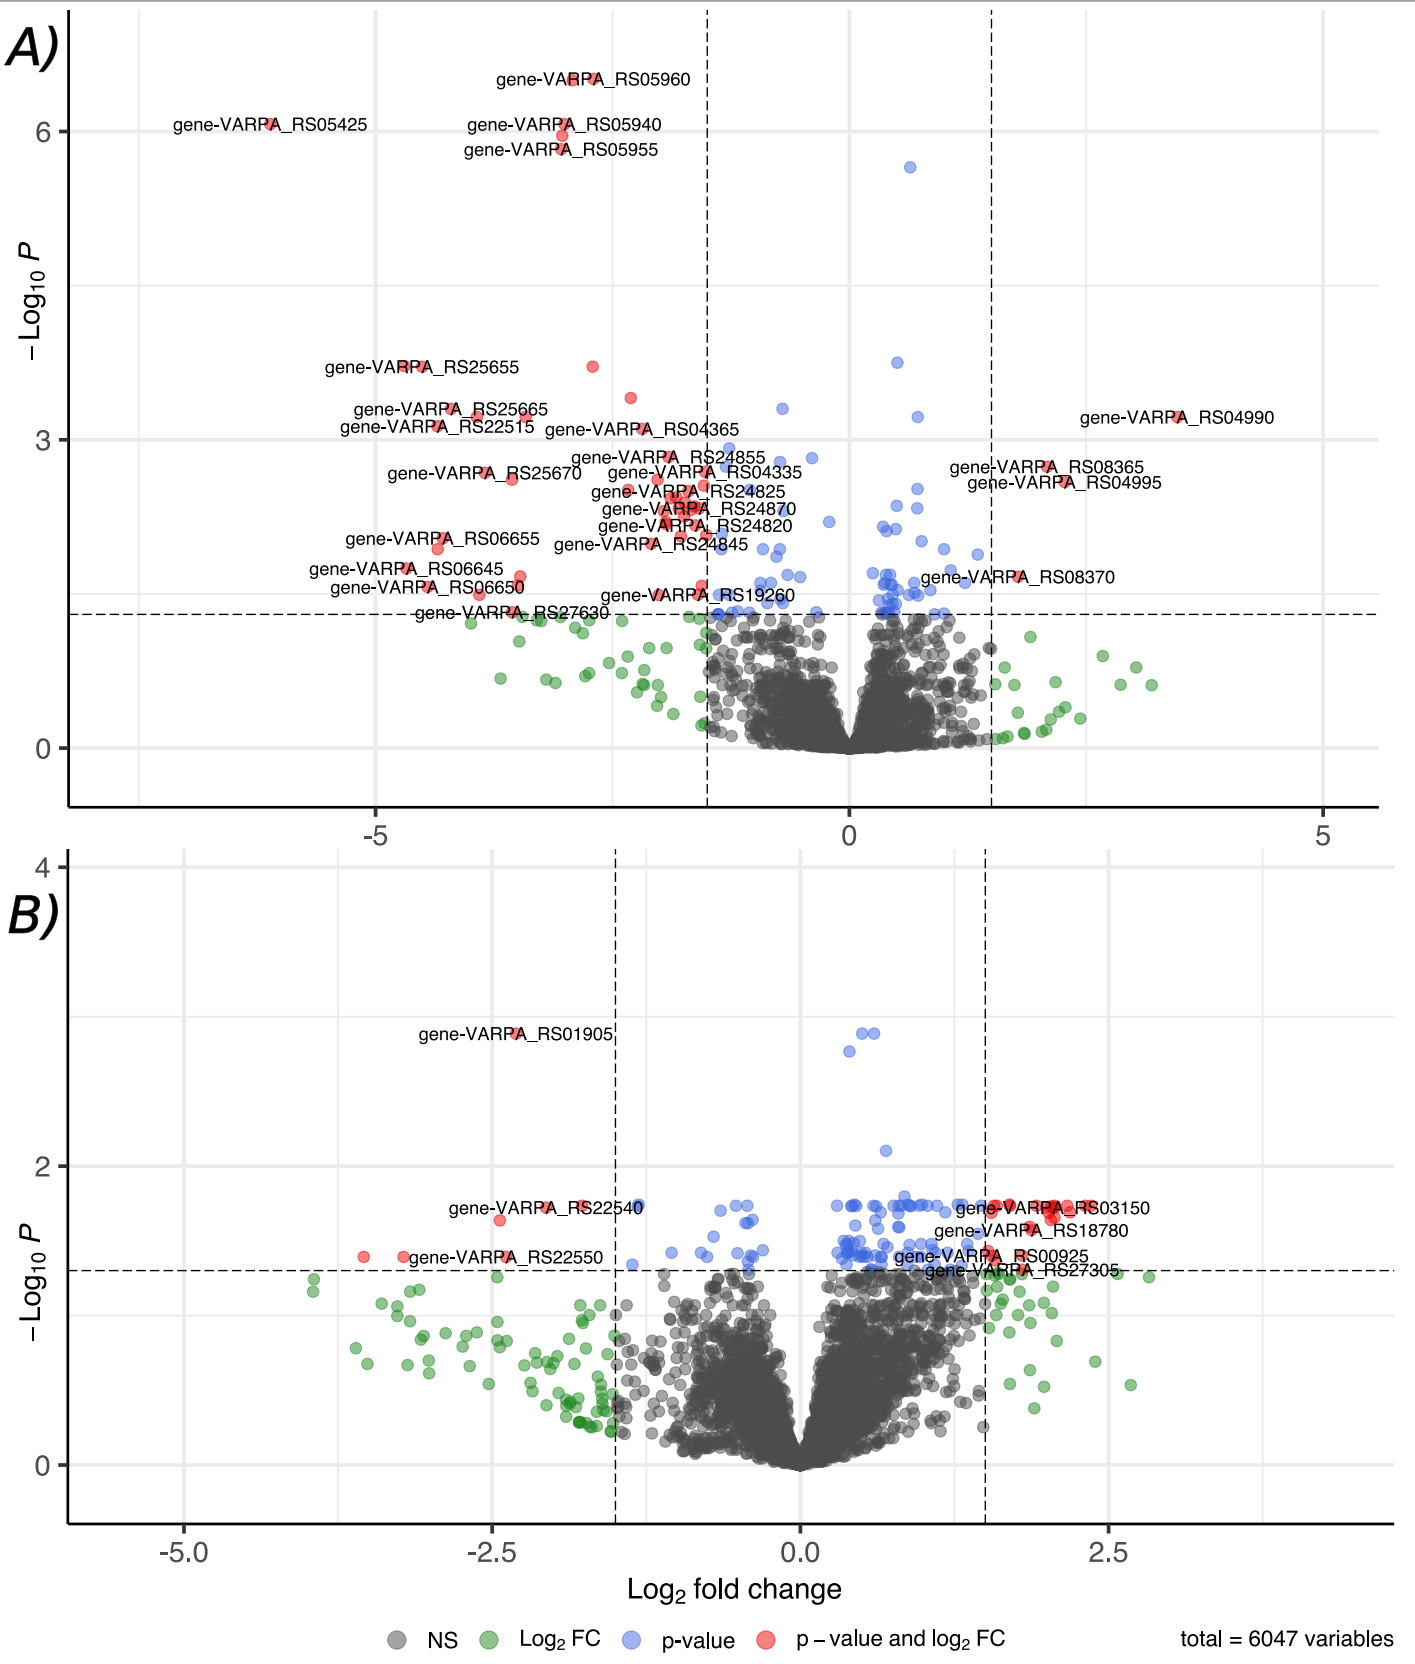 A)
gene-VARPA_RS05960
6
gene-VARPA_RS05425
gene-VARPA_RS05940
gene-VARPA_RS05955
−Log10 P
gene-VARPA_RS25655
gene-VARPA_RS25665
gene-VARPA_RS04990
gene-VARPA_RS22515
gene-VARPA_RS04365
3
gene-VARPA_RS24855
gene-VARPA_RS08365
gene-VARPA_RS25670
gene-VARPA_RS04335
gene-VARPA_RS04995
gene-VARPA_RS24825
gene-VARPA_RS24870
gene-VARPA_RS24820
gene-VARPA_RS06655
gene-VARPA_RS24845
gene-VARPA_RS06645
gene-VARPA_RS08370
gene-VARPA_RS06650
gene-VARPA_RS19260
gene-VARPA_RS27630
0
-5 0 5
4
B)
gene-VARPA_RS01905
2
gene-VARPA_RS22540
gene-VARPA_RS03150
gene-VARPA_RS18780
−Log10 P
gene-VARPA_RS22550
gene-VARPA_RS00925
gene-VARPA_RS27305
0
-5.0 -2.5 0.0 2.5
Log2 fold change
NS Log2 FC p-value p − value and log2 FC total = 6047 variables